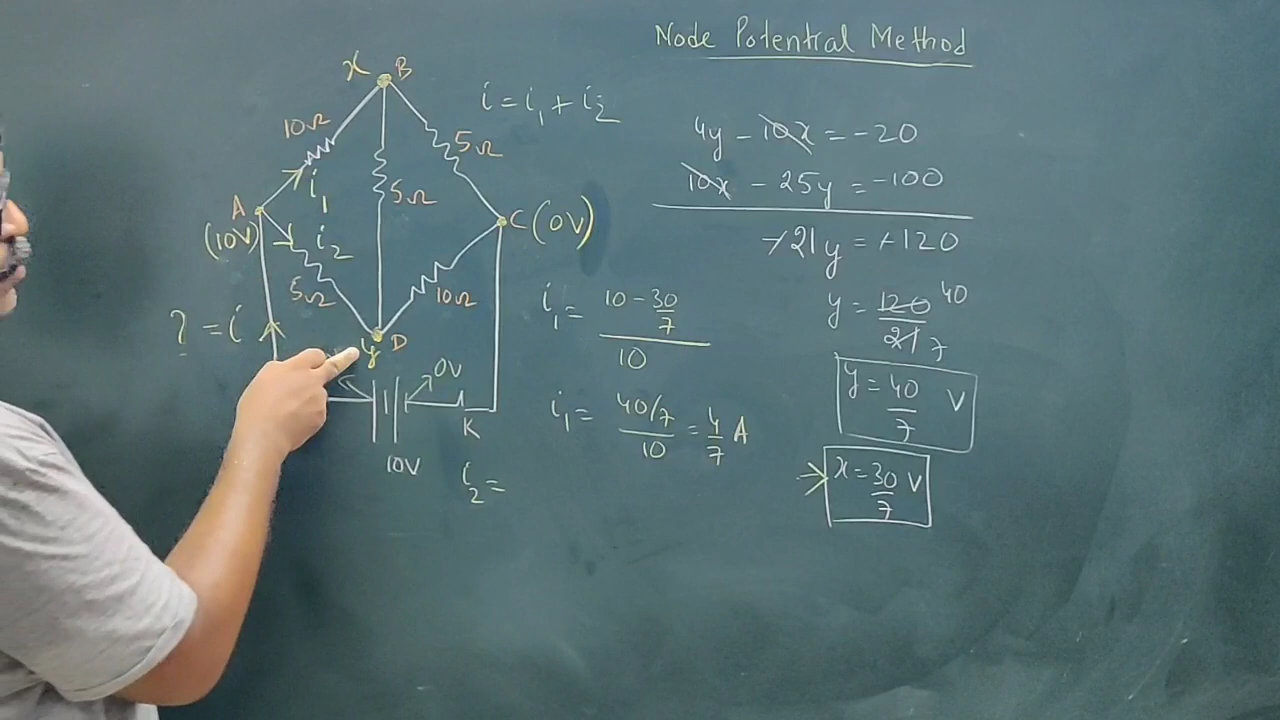 Node Potential Method
x B
10Ω
5Ω
i = i₁ + i₂
4y - 10x = -20
10x - 25y = -100
-21y = -120
i₁
5Ω
A
(10V)
i₂
C (0V)
5Ω
10Ω
? = i
y D
i₁ = (10 - 30/7)/10
y = 120/21 40/7
0V
K
10V
i₁ = (40/7)/10 = 4/7 A
y = 40/7 V
i₂ =
x = 30/7 V